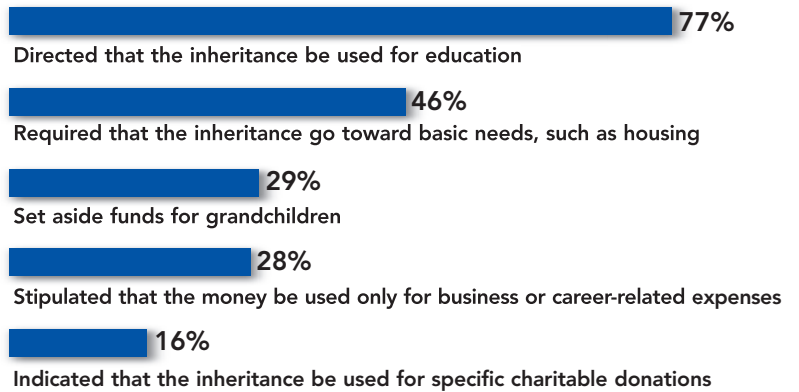 77%
Directed that the inheritance be used for education
46%
Required that the inheritance go toward basic needs, such as housing
29%
Set aside funds for grandchildren
28%
Stipulated that the money be used only for business or career-related expenses
16%
Indicated that the inheritance be used for specific charitable donations